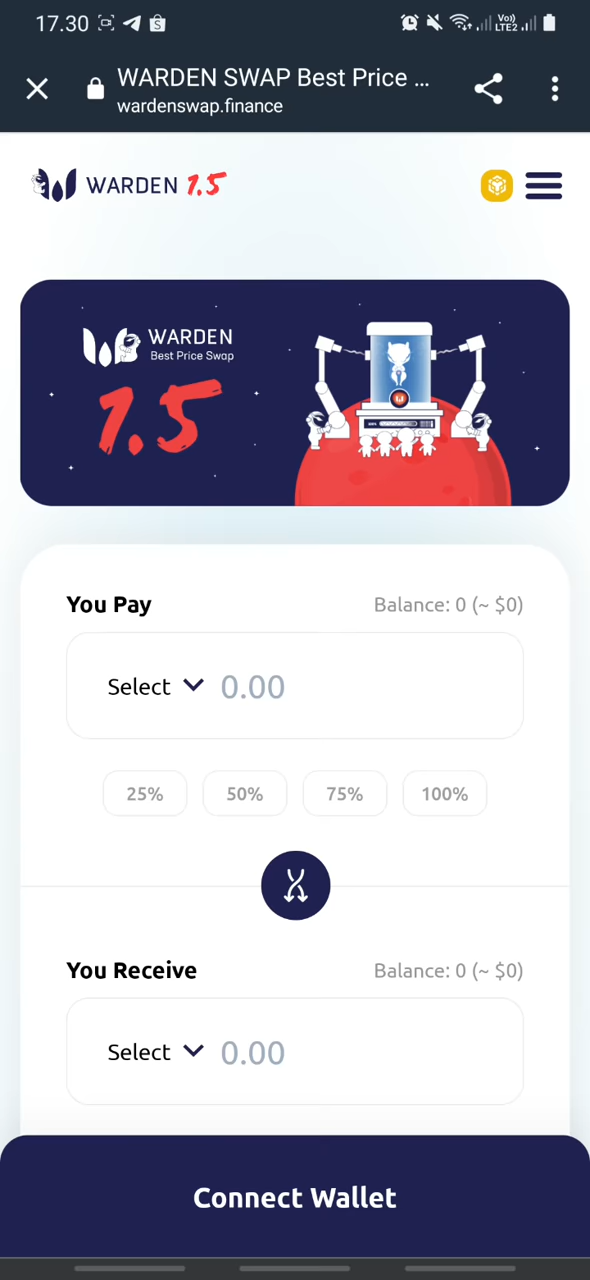 17.30
Vo)) LTE2
WARDEN SWAP Best Price ...
wardenswap.finance
WARDEN 1.5
WARDEN
Best Price Swap
1.5
You Pay
Balance: 0 (~ $0)
Select 0.00
25% 50% 75% 100%
You Receive
Balance: 0 (~ $0)
Select 0.00
Connect Wallet